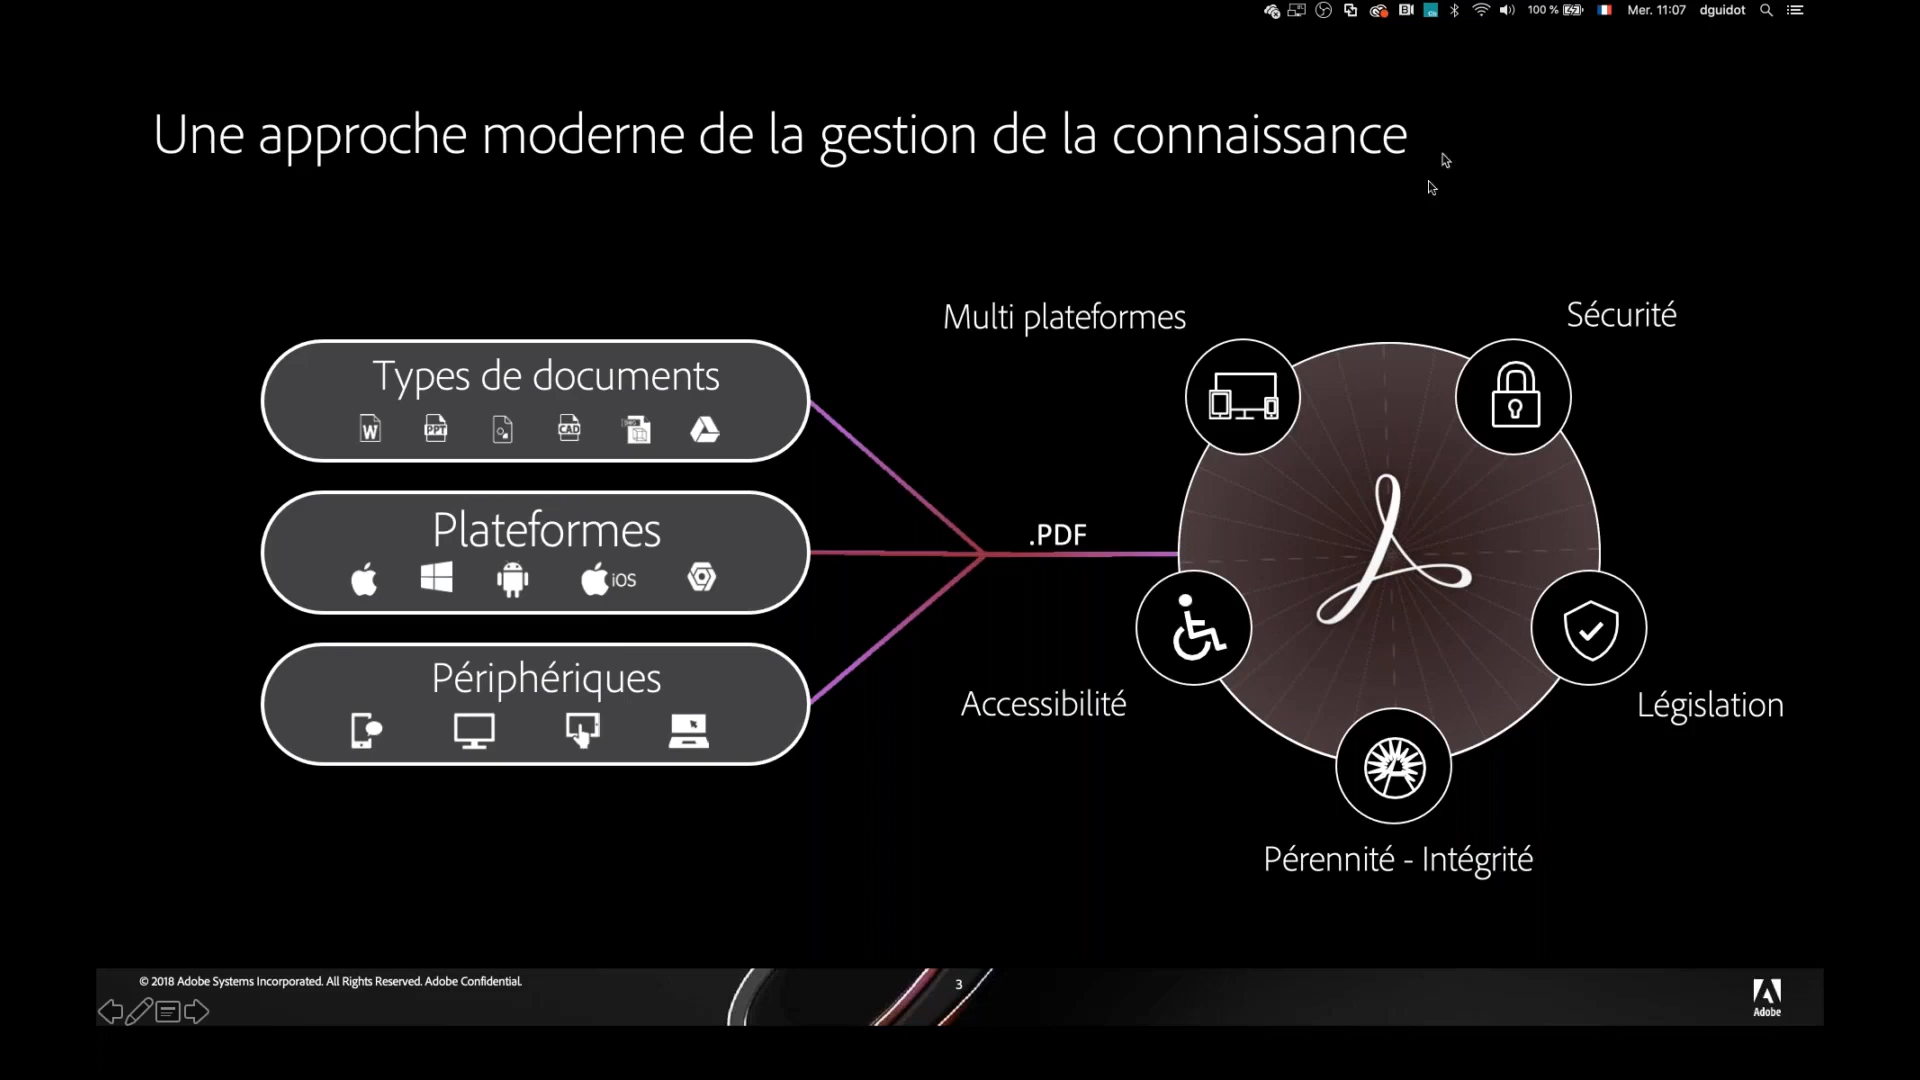 100 % Mer. 11:07 dguidot
Une approche moderne de la gestion de la connaissance
Multi plateformes
Sécurité
Types de documents
W PPT CAD
Plateformes
iOS
.PDF
Périphériques
Accessibilité
Législation
Pérennité - Intégrité
© 2018 Adobe Systems Incorporated. All Rights Reserved. Adobe Confidential.
3
Adobe